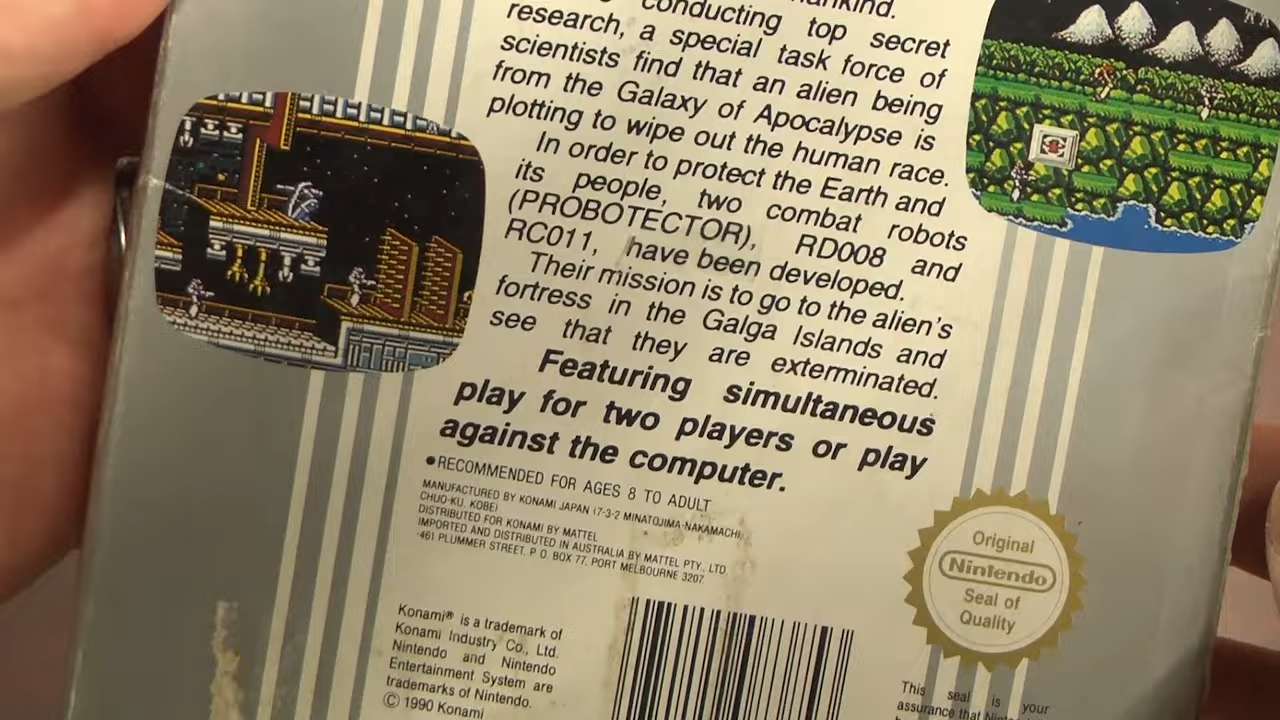 mankind.
conducting top secret
research, a special task force of
scientists find that an alien being
from the Galaxy of Apocalypse is
plotting to wipe out the human race.
In order to protect the Earth and
its people, two combat robots
(PROBOTECTOR), RD008 and
RC011, have been developed.
Their mission is to go to the alien's
fortress in the Galga Islands and
see that they are exterminated.
Featuring simultaneous
play for two players or play
against the computer.
●RECOMMENDED FOR AGES 8 TO ADULT
MANUFACTURED BY KONAMI JAPAN (7-3-2 MINATOJIMA-NAKAMACHI,
CHUO-KU, KOBE)
DISTRIBUTED FOR KONAMI BY MATTEL
IMPORTED AND DISTRIBUTED IN AUSTRALIA BY MATTEL PTY., LTD.
461 PLUMMER STREET, P.O. BOX 77, PORT MELBOURNE 3207.
Konami® is a trademark of
Konami Industry Co., Ltd.
Nintendo and Nintendo
Entertainment System are
trademarks of Nintendo.
© 1990 Konami
Original
Nintendo
Seal of
Quality
This seal is your
assurance that